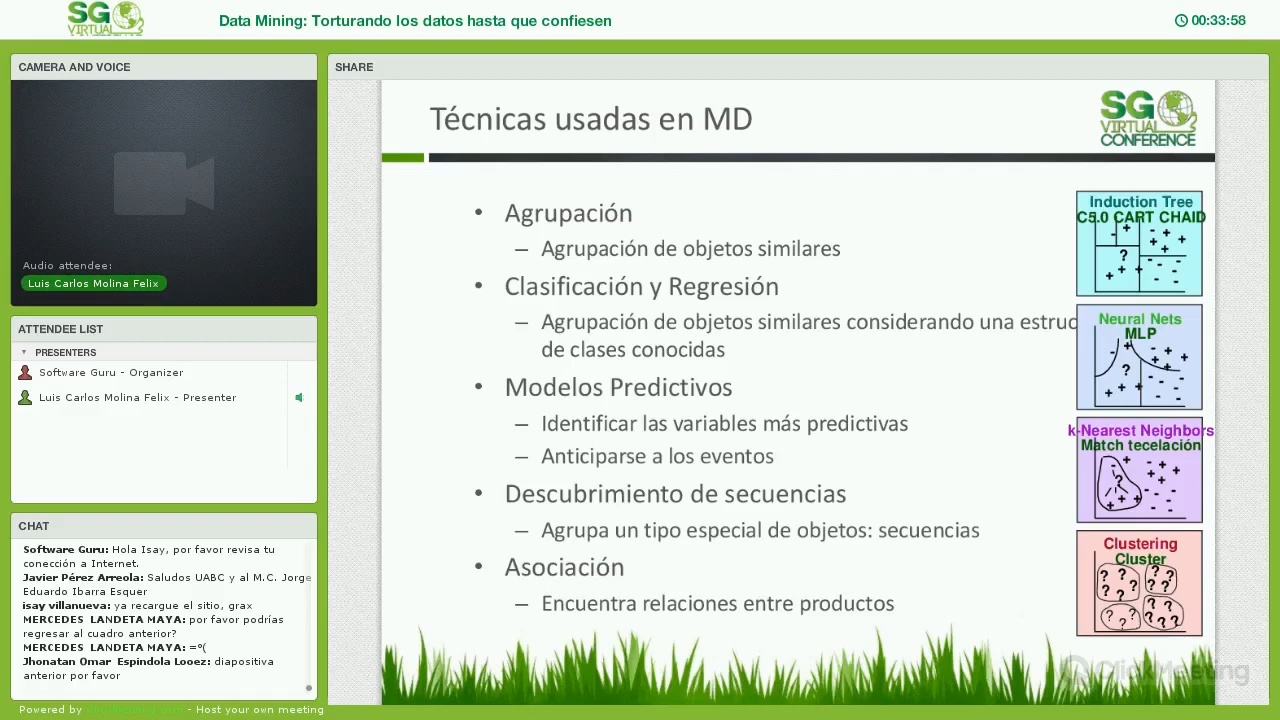 SG
VIRTUAL
Data Mining: Torturando los datos hasta que confiesen
00:33:58
CAMERA AND VOICE
Audio attendee:
Luis Carlos Molina Felix
ATTENDEE LIST
PRESENTERS
Software Guru - Organizer
Luis Carlos Molina Felix - Presenter
CHAT
Software Guru: Hola Isay, por favor revisa tu
conección a Internet.
Javier Pérez Arreola: Saludos UABC y al M.C. Jorge
Eduardo Ibarra Esquer
isay villanueva: ya recargue el sitio, grax
MERCEDES LANDETA MAYA: por favor podrías
regresar al cuadro anterior?
MERCEDES LANDETA MAYA: =°(
Jhonatan Omar Espindola Looez: diapositiva
anterior por favor
Powered by - Host your own meeting
SHARE
Técnicas usadas en MD
SG
VIRTUAL
CONFERENCE
• Agrupación
– Agrupación de objetos similares
• Clasificación y Regresión
– Agrupación de objetos similares considerando una estruc
de clases conocidas
• Modelos Predictivos
– Identificar las variables más predictivas
– Anticiparse a los eventos
• Descubrimiento de secuencias
– Agrupa un tipo especial de objetos: secuencias
• Asociación
– Encuentra relaciones entre productos
Induction Tree
C5.0 CART CHAID
Neural Nets
MLP
k-Nearest Neighbors
Match tecelación
Clustering
Cluster
ClickMeeting